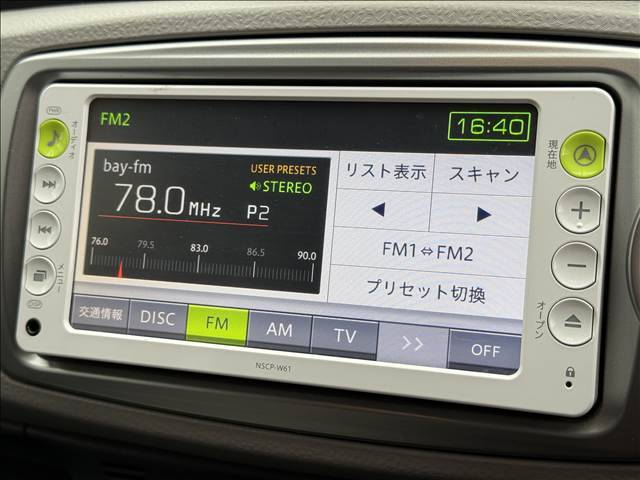 PWR
オーディオ
メニュー
FM2
16:40
bay-fm
USER PRESETS
STEREO
78.0 MHz P2
76.0 79.5 83.0 86.5 90.0
リスト表示
スキャン
◀
▶
FM1⇔FM2
プリセット切換
交通情報
DISC
FM
AM
TV
>>
OFF
NSCP-W61
現在地
+
−
オープン